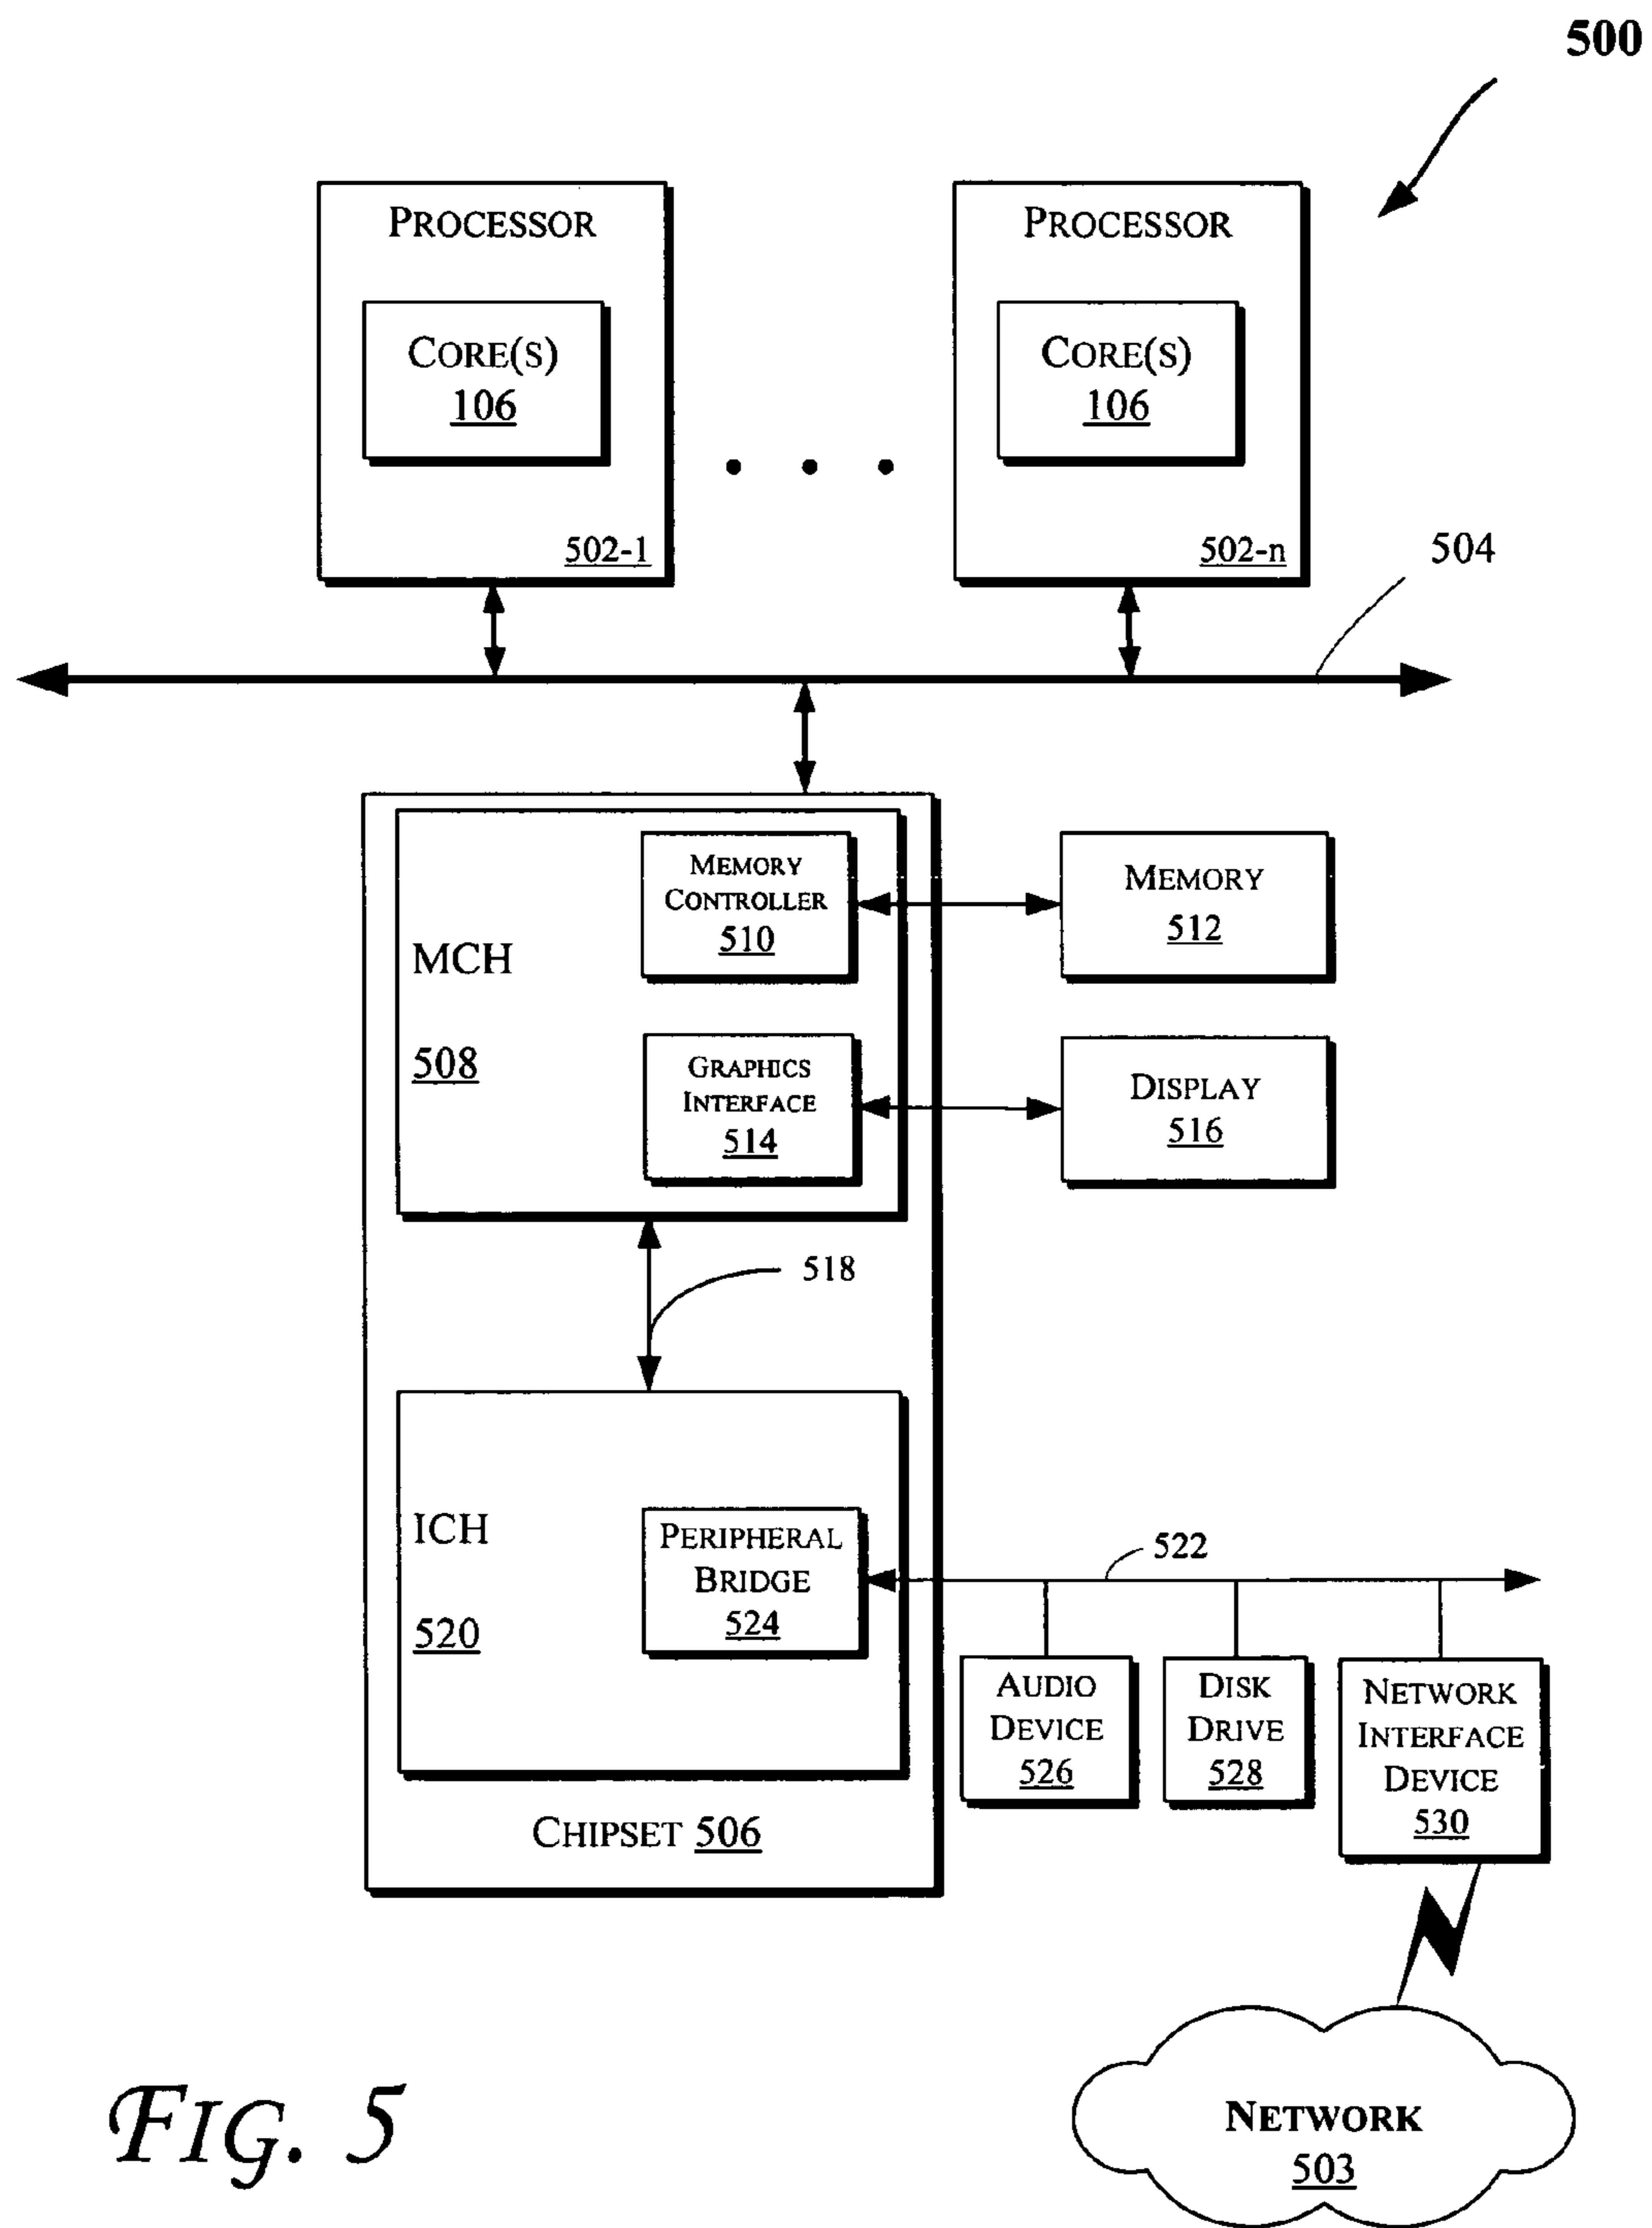 500
PROCESSOR
CORE(S)
106
502-1
PROCESSOR
CORE(S)
106
502-n
504
MEMORY
CONTROLLER
510
MEMORY
512
MCH
508
GRAPHICS
INTERFACE
514
DISPLAY
516
518
ICH
520
PERIPHERAL
BRIDGE
524
522
AUDIO
DEVICE
526
DISK
DRIVE
528
NETWORK
INTERFACE
DEVICE
530
CHIPSET 506
NETWORK
503
FIG. 5